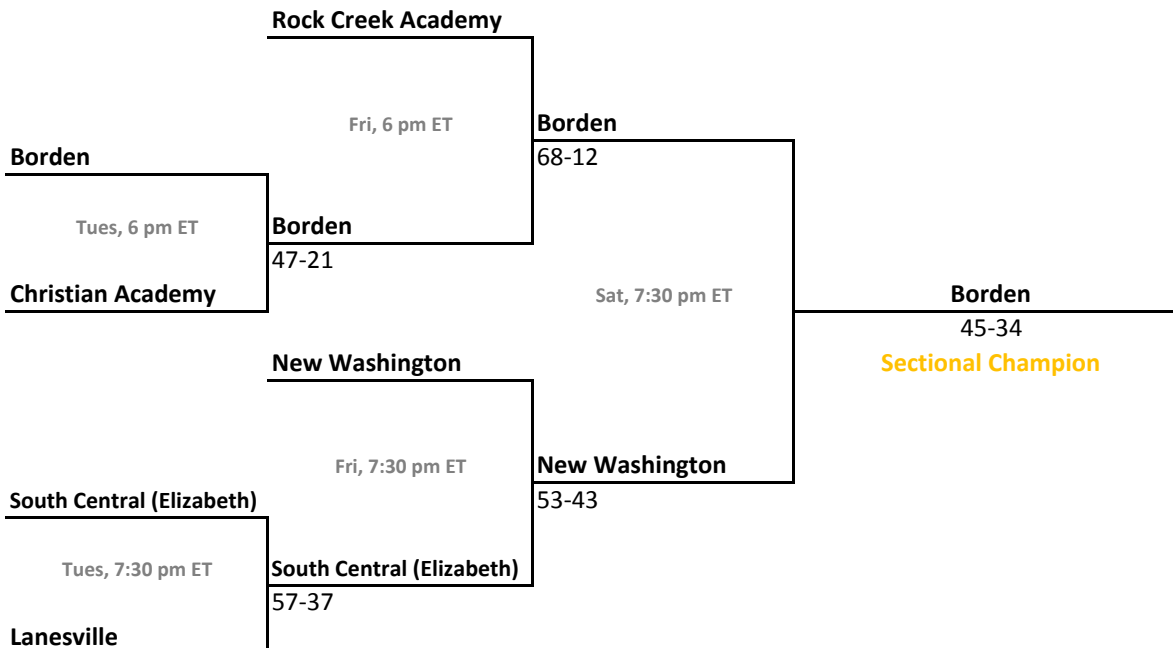 Rock Creek Academy
Fri, 6 pm ET
Borden
68-12
Borden
Tues, 6 pm ET
Borden
47-21
Christian Academy
Sat, 7:30 pm ET
Borden
45-34
Sectional Champion
New Washington
Fri, 7:30 pm ET
New Washington
53-43
South Central (Elizabeth)
Tues, 7:30 pm ET
South Central (Elizabeth)
57-37
Lanesville